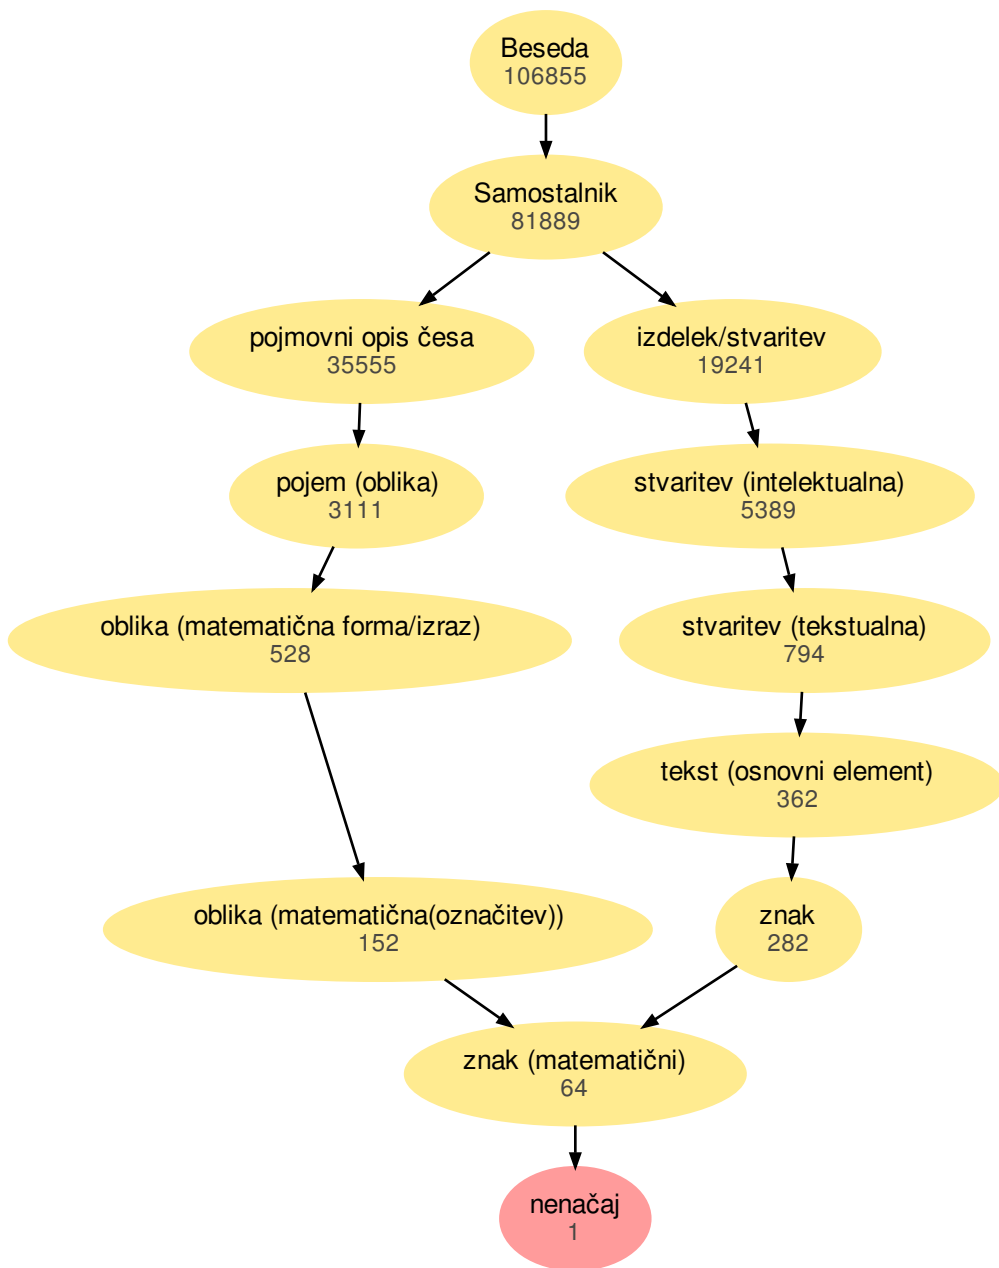 Beseda
106855
Samostalnik
81889
pojmovni opis česa
35555
izdelek/stvaritev
19241
pojem (oblika)
3111
stvaritev (intelektualna)
5389
oblika (matematična forma/izraz)
528
stvaritev (tekstualna)
794
tekst (osnovni element)
362
oblika (matematična(označitev))
152
znak
282
znak (matematični)
64
nenačaj
1